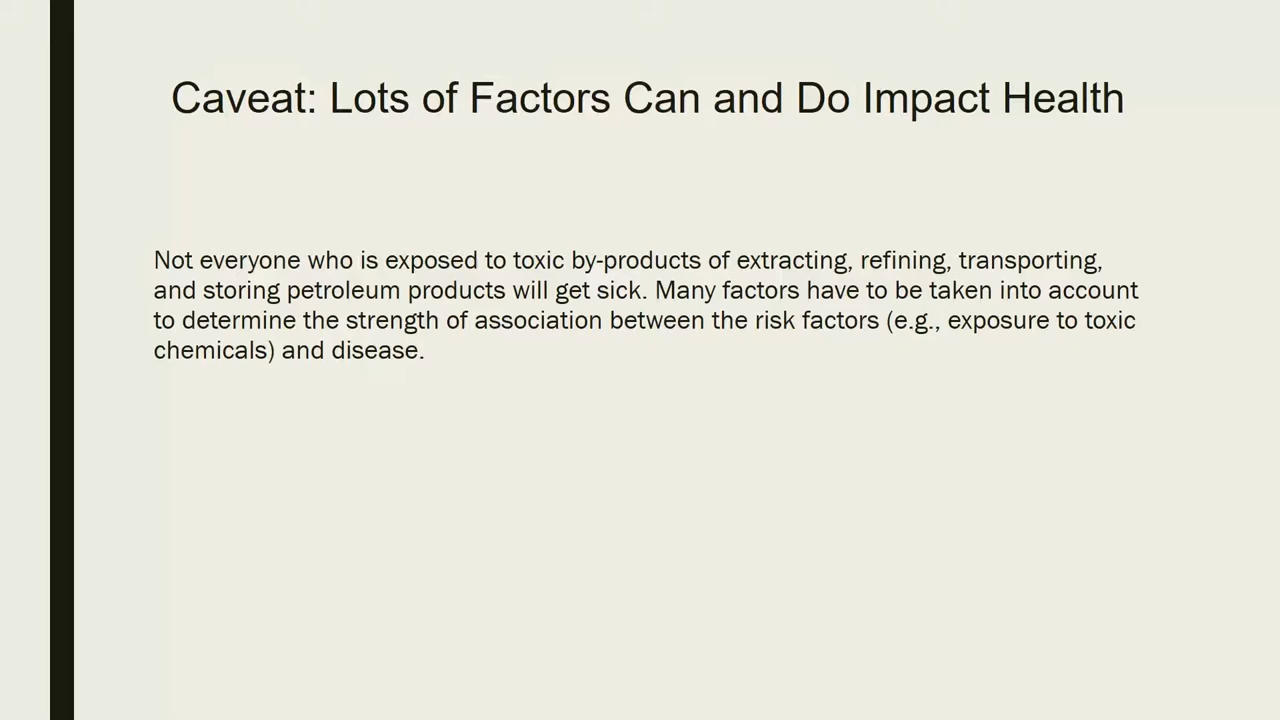 Caveat: Lots of Factors Can and Do Impact Health
Not everyone who is exposed to toxic by-products of extracting, refining, transporting,
and storing petroleum products will get sick. Many factors have to be taken into account
to determine the strength of association between the risk factors (e.g., exposure to toxic
chemicals) and disease.